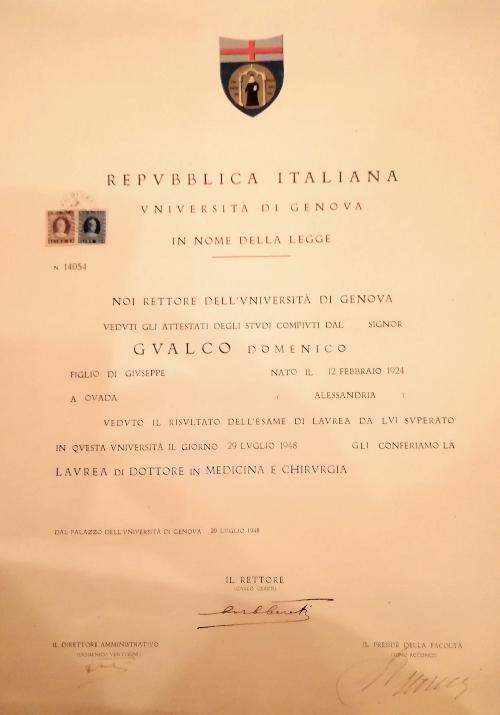 REPVBBLICA ITALIANA
VNIVERSITÀ DI GENOVA
IN NOME DELLA LEGGE
N. 14054
NOI RETTORE DELL'VNIVERSITÀ DI GENOVA
VEDVTI GLI ATTESTATI DEGLI STVDI COMPIVTI DAL SIGNOR
GVALCO DOMENICO
FIGLIO DI GIVSEPPE NATO IL 12 FEBBRAIO 1924
A OVADA ( ALESSANDRIA )
VEDVTO IL RISVLTATO DELL'ESAME DI LAVREA DA LVI SVPERATO
IN QVESTA VNIVERSITÀ IL GIORNO 29 LVGLIO 1948 GLI CONFERIAMO LA
LAVREA DI DOTTORE IN MEDICINA E CHIRVRGIA
DAL PALAZZO DELL'VNIVERSITÀ DI GENOVA 29 LVGLIO 1948
IL RETTORE
(CARLO CERETI)
IL DIRETTORE AMMINISTRATIVO
(DOMENICO
IL PRESIDE DELLA FACOLTÀ